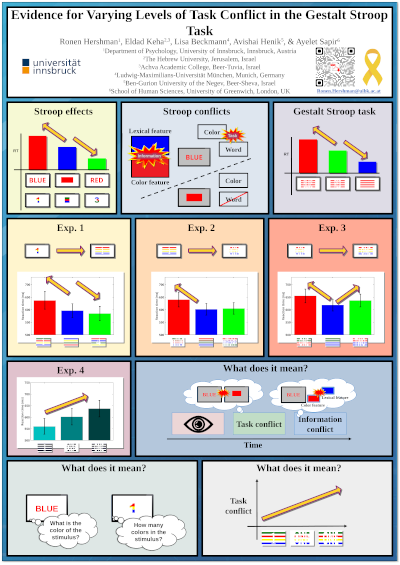 Evidence for Varying Levels of Task Conflict in the Gestalt Stroop
Task
Ronen Hershman¹, Eldad Keha²,³, Lisa Beckmann⁴, Avishai Henik⁵, & Ayelet Sapir⁶
¹Department of Psychology, University of Innsbruck, Innsbruck, Austria
²The Hebrew University, Jerusalem, Israel
³Achva Academic College, Beer-Tuvia, Israel
⁴Ludwig-Maximilians-Universität München, Munich, Germany
⁵Ben-Gurion University of the Negev, Beer-Sheva, Israel
⁶School of Human Sciences, University of Greenwich, London, UK
universität
innsbruck
Stroop effects
RT
BLUE
RED
3
Stroop conflicts
Lexical feature
Information
Color feature
BLUE
Color
Task
Word
Color
Word
Gestalt Stroop task
RT
Exp. 1
Exp. 2
Exp. 3
Exp. 4
What does it mean?
BLUE
BLUE
Lexical feature
Color feature
Task conflict
Information
conflict
Time
What does it mean?
BLUE
What is the
color of the
stimulus?
How many
colors in the
stimulus?
What does it mean?
Task
conflict